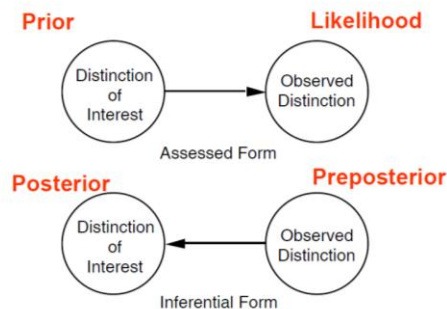 Prior
Likelihood
Distinction
of
Interest
Observed
Distinction
Assessed Form
Posterior
Preposterior
Distinction
of
Interest
Observed
Distinction
Inferential Form